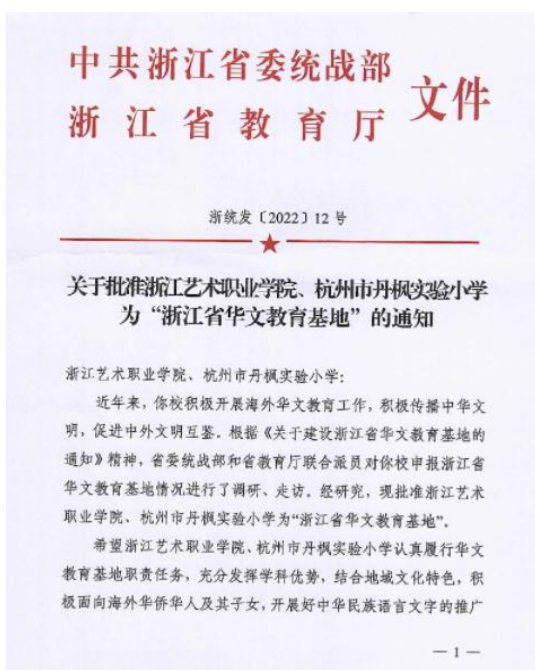 中共浙江省委统战部
浙江省教育厅
文件
浙统发〔2022〕12号
关于批准浙江艺术职业学院、杭州市丹枫实验小学
为“浙江省华文教育基地”的通知
浙江艺术职业学院、杭州市丹枫实验小学：
近年来，你校积极开展海外华文教育工作，积极传播中华文
明，促进中外文明互鉴。根据《关于建设浙江省华文教育基地的
通知》精神，省委统战部和省教育厅联合派员对你校申报浙江省
华文教育基地情况进行了调研、走访。经研究，现批准浙江艺术
职业学院、杭州市丹枫实验小学为“浙江省华文教育基地”。
希望浙江艺术职业学院、杭州市丹枫实验小学认真履行华文
教育基地职责任务，充分发挥学科优势，结合地域文化特色，积
极面向海外华侨华人及其子女，开展好中华民族语言文字的推广
— 1 —